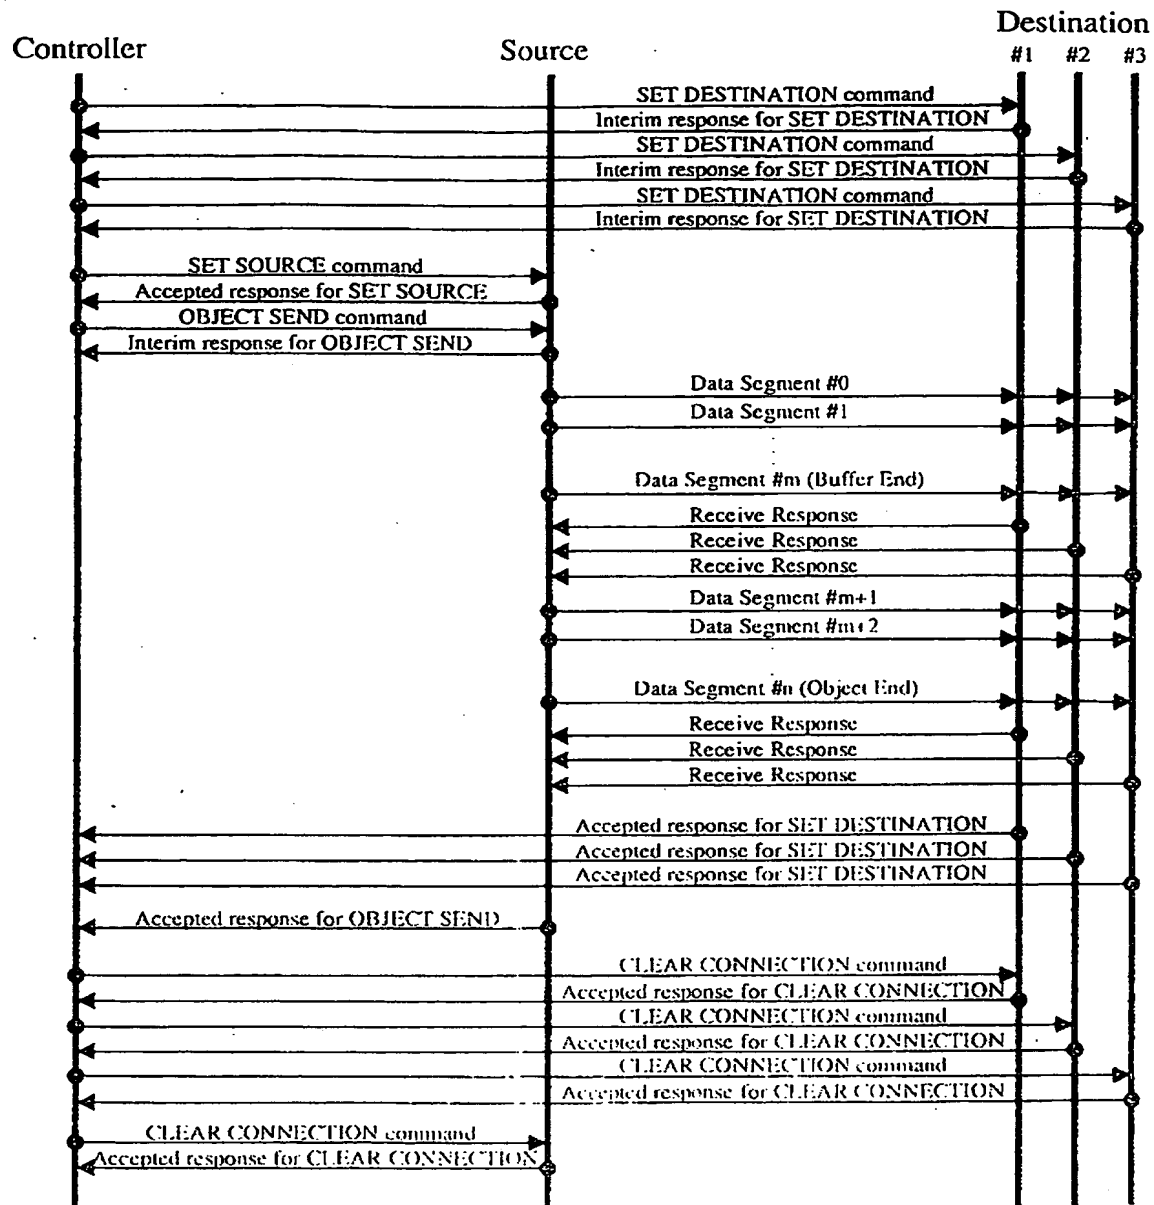 Controller
Source
Destination
#1 #2 #3
SET DESTINATION command
Interim response for SET DESTINATION
SET DESTINATION command
Interim response for SET DESTINATION
SET DESTINATION command
Interim response for SET DESTINATION
SET SOURCE command
Accepted response for SET SOURCE
OBJECT SEND command
Interim response for OBJECT SEND
Data Segment #0
Data Segment #1
Data Segment #m (Buffer End)
Receive Response
Receive Response
Receive Response
Data Segment #m+1
Data Segment #m+2
Data Segment #n (Object End)
Receive Response
Receive Response
Receive Response
Accepted response for SET DESTINATION
Accepted response for SET DESTINATION
Accepted response for SET DESTINATION
Accepted response for OBJECT SEND
CLEAR CONNECTION command
Accepted response for CLEAR CONNECTION
CLEAR CONNECTION command
Accepted response for CLEAR CONNECTION
CLEAR CONNECTION command
Accepted response for CLEAR CONNECTION
CLEAR CONNECTION command
Accepted response for CLEAR CONNECTION